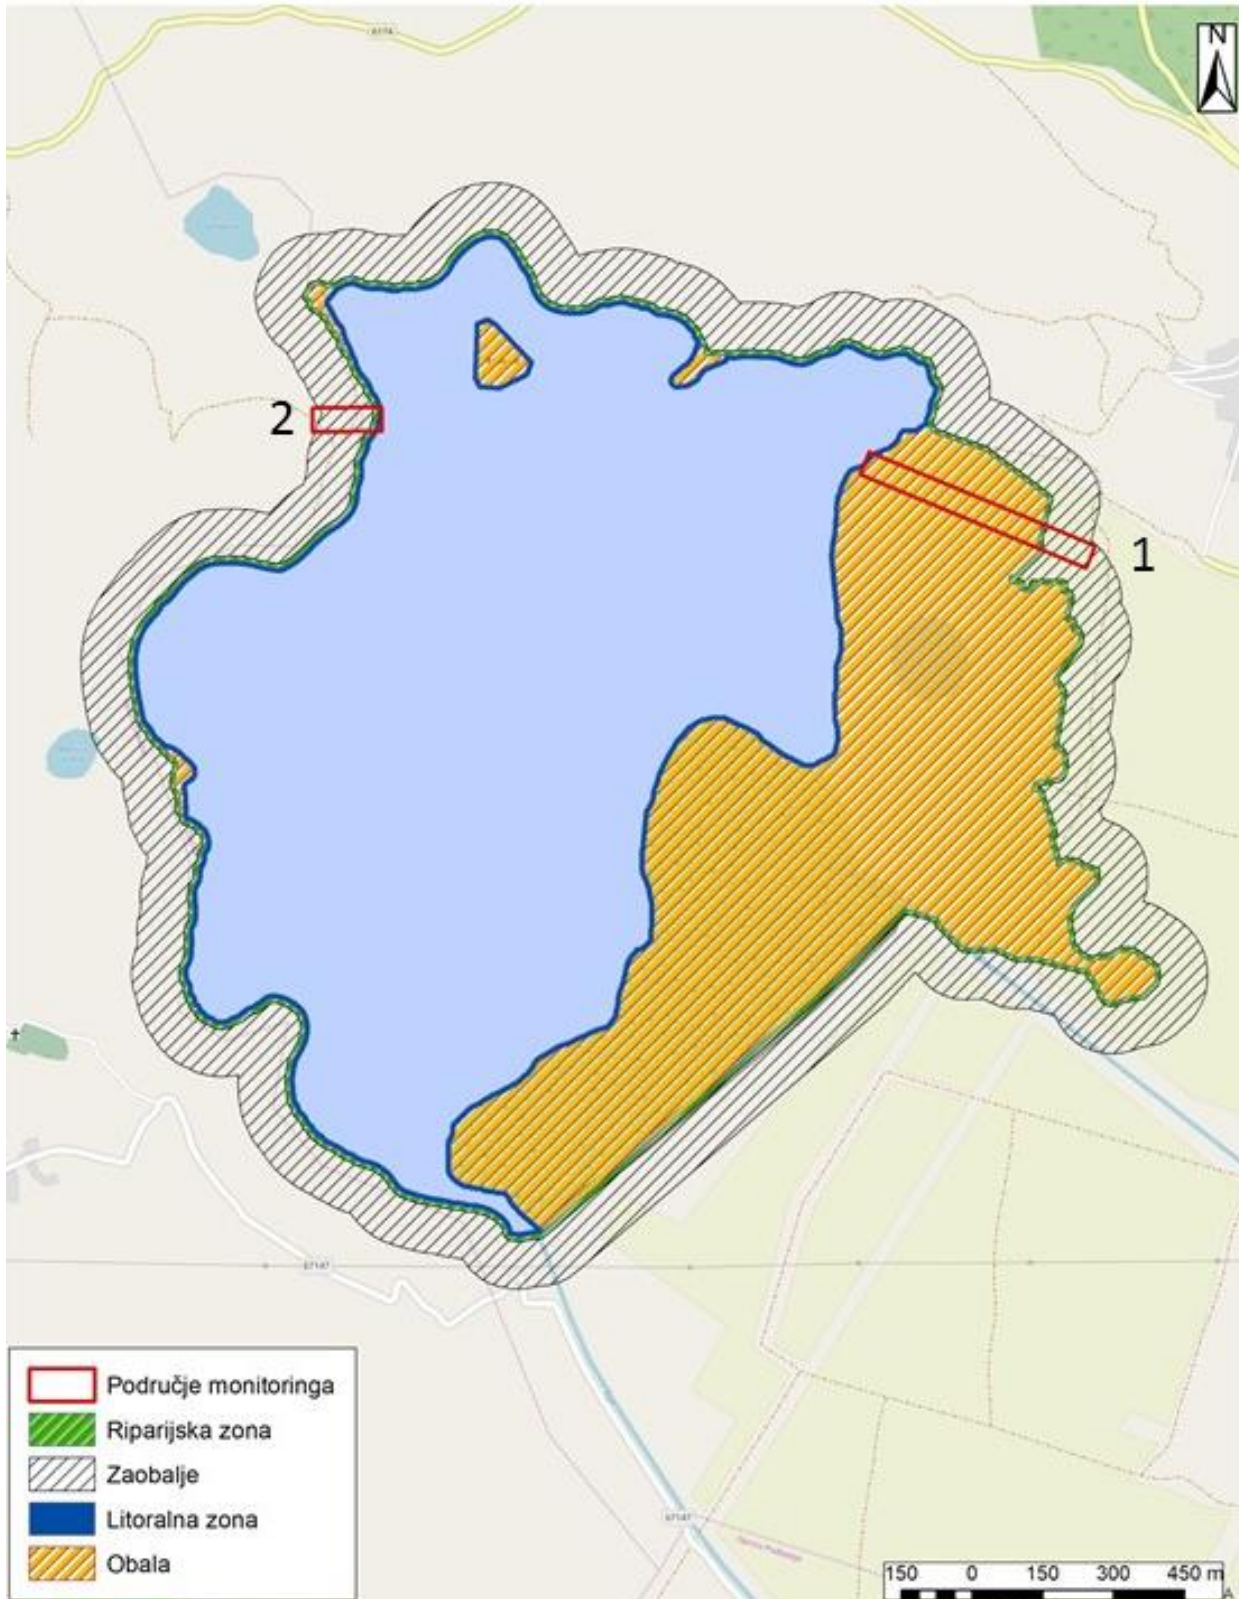 N
2
1
Područje monitoringa
Riparijska zona
Zaobalje
Litoralna zona
Obala
150 0 150 300 450 m